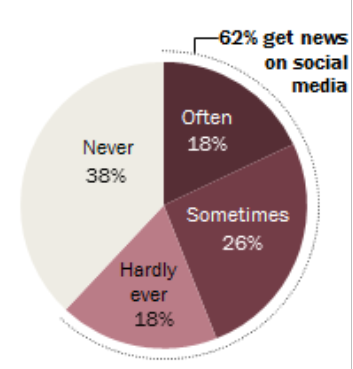 62% get news
on social
media
Often
18%
Never
38%
Sometimes
26%
Hardly
ever
18%